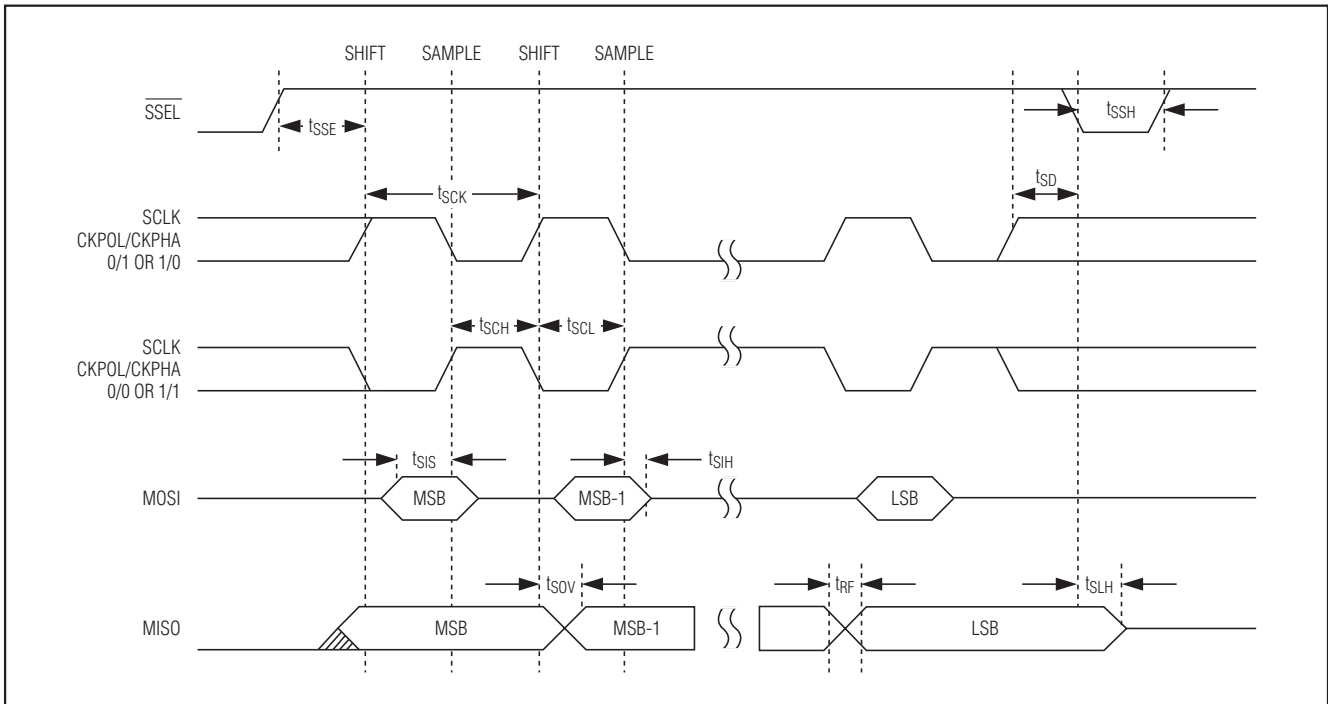 SHIFT SAMPLE SHIFT SAMPLE
SSEL
tSSE
tSSH
tSCK
tSD
SCLK
CKPOL/CKPHA
0/1 OR 1/0
tSCH tSCL
SCLK
CKPOL/CKPHA
0/0 OR 1/1
tSIS tSIH
MOSI MSB MSB-1 LSB
tSOV tRF tSLH
MISO MSB MSB-1 LSB